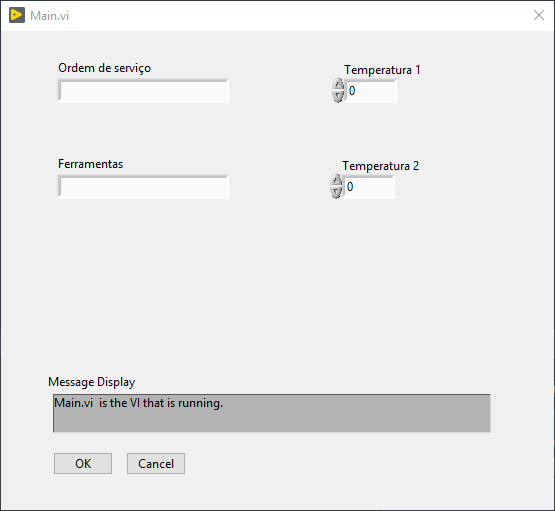 Main.vi
Ordem de serviço
Temperatura 1
0
Ferramentas
Temperatura 2
0
Message Display
Main.vi  is the VI that is running.
OK
Cancel